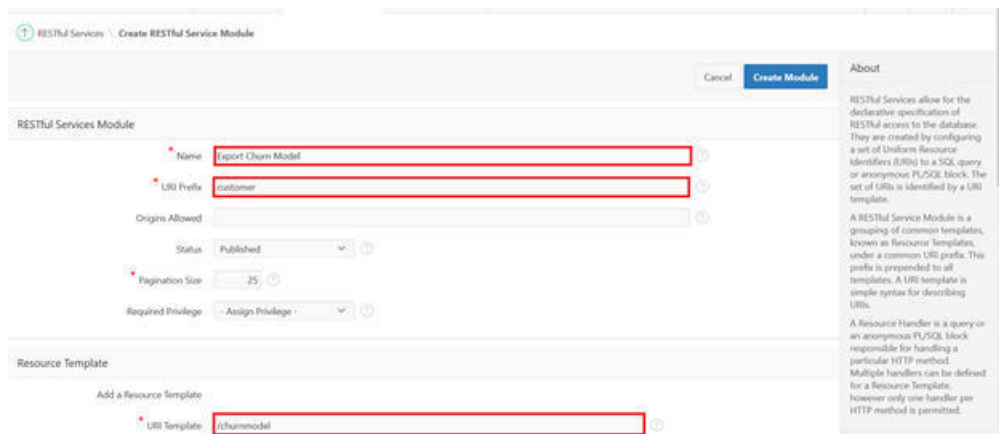 RESTful Services \ Create RESTful Service Module
Cancel
Create Module
RESTful Services Module
* Name Export Churn Model
* URI Prefix customer
Origins Allowed
Status Published
* Pagination Size 25
Required Privilege - Assign Privilege -
Resource Template
Add a Resource Template
* URI Template /churnmodel
About
RESTful Services allow for the
declarative specification of
RESTful access to the database.
They are created by configuring
a set of Uniform Resource
Identifiers (URIs) to a SQL query
or anonymous PL/SQL block. The
set of URIs is identified by a URI
template.
A RESTful Service Module is a
grouping of common templates,
known as Resource Templates,
under a common URI prefix. This
prefix is prepended to all
templates. A URI template is
simple syntax for describing
URIs.
A Resource Handler is a query or
an anonymous PL/SQL block
responsible for handling a
particular HTTP method.
Multiple handlers can be defined
for a Resource Template,
however only one handler per
HTTP method is permitted.